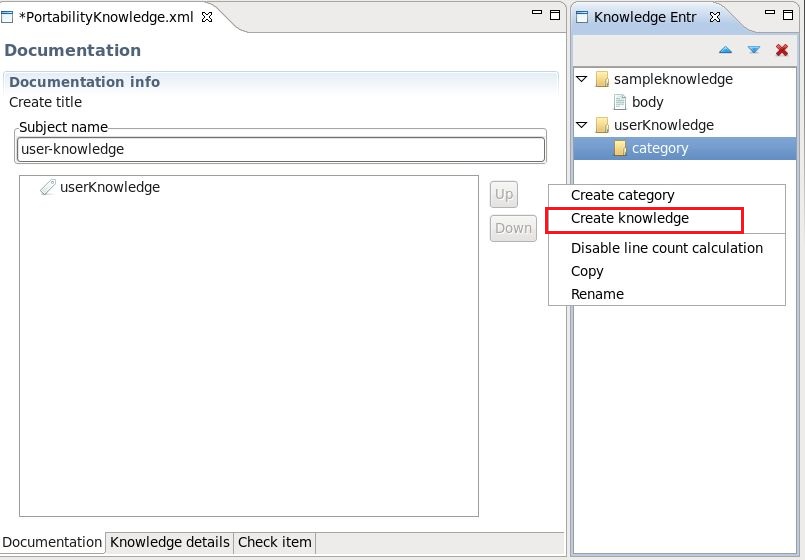 *PortabilityKnowledge.xml
Documentation
Documentation info
Create title
Subject name
user-knowledge
userKnowledge
Up
Down
Documentation
Knowledge details
Check item
Knowledge Entr
sampleknowledge
body
userKnowledge
category
Create category
Create knowledge
Disable line count calculation
Copy
Rename